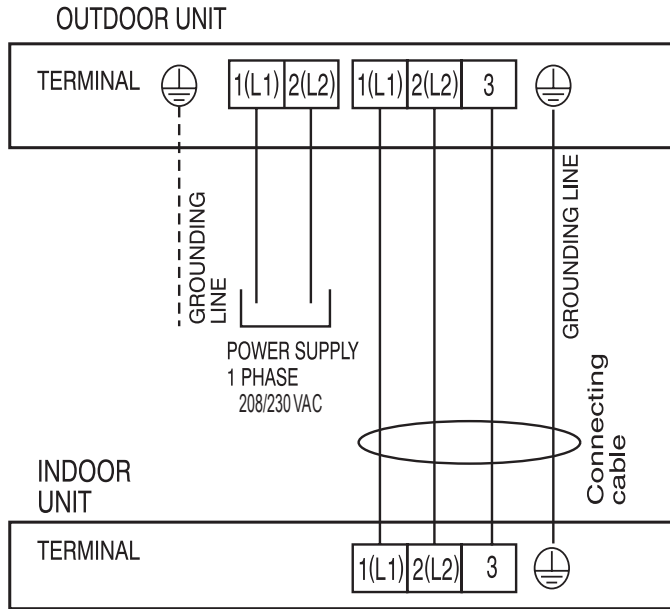 OUTDOOR UNIT
TERMINAL
1(L1) 2(L2)
1(L1) 2(L2) 3
GROUNDING
LINE
GROUNDING LINE
POWER SUPPLY
1 PHASE
208/230 VAC
Connecting
cable
INDOOR
UNIT
TERMINAL
1(L1) 2(L2) 3